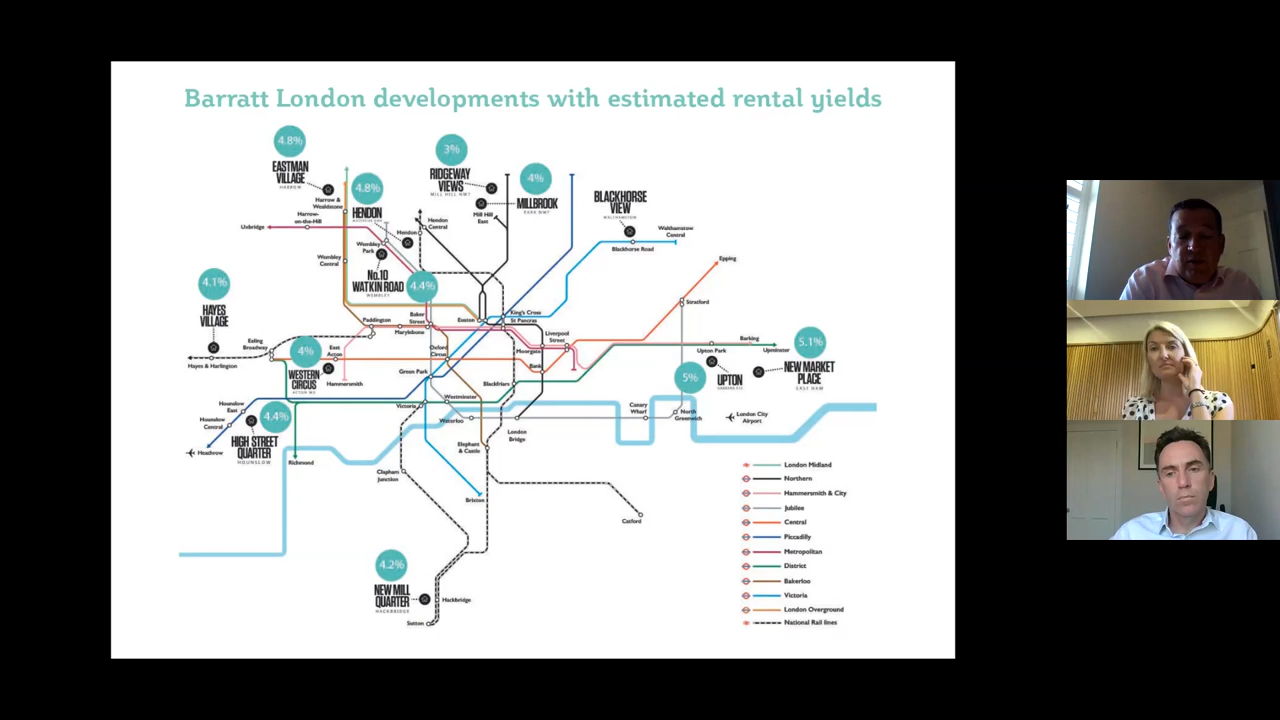 Barratt London developments with estimated rental yields
4.8%
EASTMAN
VILLAGE
HARROW
Harrow &
Wealdstone
4.8%
HENDON
3%
RIDGEWAY
VIEWS
MILL HILL NW7
4%
MILLBROOK
PARK NW7
Mill Hill
East
BLACKHORSE
VIEW
WALTHAMSTOW
Walthamstow
Central
Blackhorse Road
Uxbridge
Harrow-
on-the-Hill
Hendon
Central
Hendon
Wembley
Park
Wembley
Central
No.10
WATKIN ROAD
WEMBLEY
4.4%
Epping
Stratford
4.1%
HAYES
VILLAGE
Hayes & Harlington
Ealing
Broadway
Paddington
Marylebone
Baker
Street
Euston
King's Cross
St Pancras
Liverpool
Street
Moorgate
Bank
Oxford
Circus
Green Park
East
Acton
4%
WESTERN
CIRCUS
ACTON W3
Hammersmith
Barking
Upton Park
Upminster
5.1%
NEW MARKET
PLACE
EAST HAM
5%
UPTON
Blackfriars
Westminster
Victoria
Waterloo
London
Bridge
Canary
Wharf
North
Greenwich
London City
Airport
Hounslow
East
Hounslow
Central
Heathrow
4.4%
HIGH STREET
QUARTER
HOUNSLOW
Richmond
Elephant
& Castle
Clapham
Junction
Brixton
Catford
4.2%
NEW MILL
QUARTER
HACKBRIDGE
Hackbridge
Sutton
London Midland
Northern
Hammersmith & City
Jubilee
Central
Piccadilly
Metropolitan
District
Bakerloo
Victoria
London Overground
National Rail lines